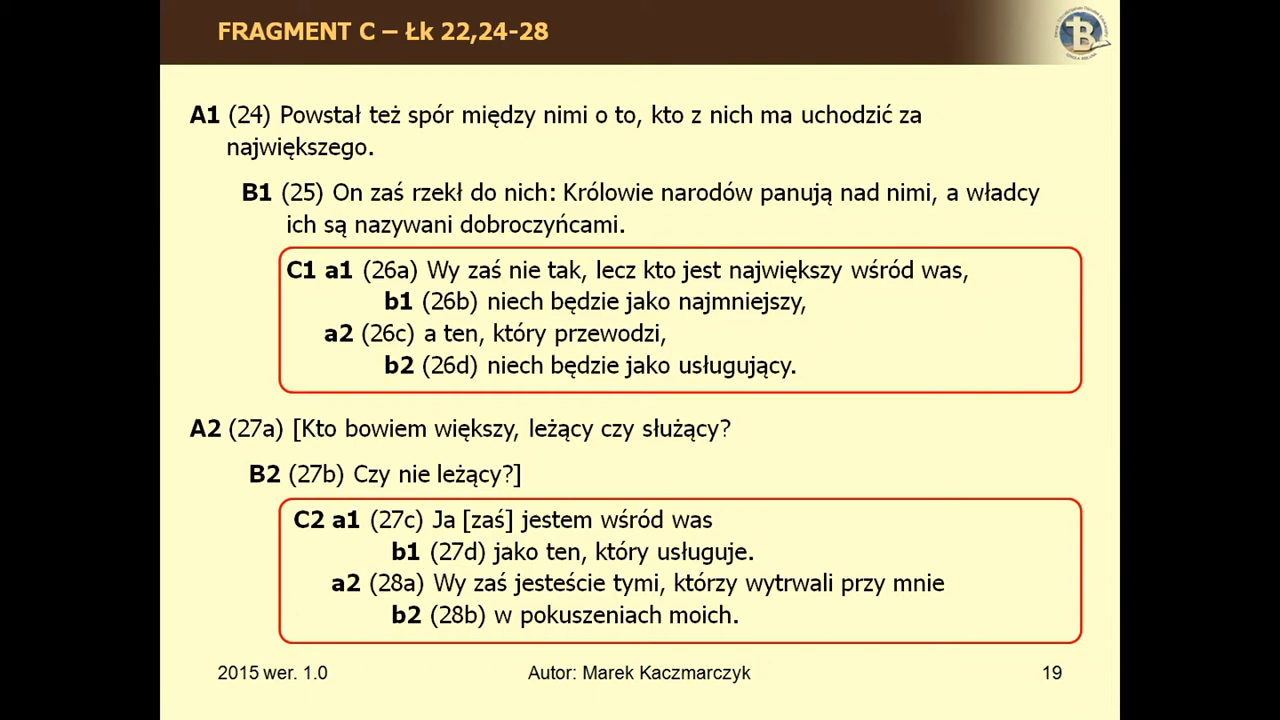 FRAGMENT C – Łk 22,24-28
A1 (24) Powstał też spór między nimi o to, kto z nich ma uchodzić za
największego.
B1 (25) On zaś rzekł do nich: Królowie narodów panują nad nimi, a władcy
ich są nazywani dobroczyńcami.
C1 a1 (26a) Wy zaś nie tak, lecz kto jest największy wśród was,
b1 (26b) niech będzie jako najmniejszy,
a2 (26c) a ten, który przewodzi,
b2 (26d) niech będzie jako usługujący.
A2 (27a) [Kto bowiem większy, leżący czy służący?
B2 (27b) Czy nie leżący?]
C2 a1 (27c) Ja [zaś] jestem wśród was
b1 (27d) jako ten, który usługuje.
a2 (28a) Wy zaś jesteście tymi, którzy wytrwali przy mnie
b2 (28b) w pokuszeniach moich.
2015 wer. 1.0 Autor: Marek Kaczmarczyk 19